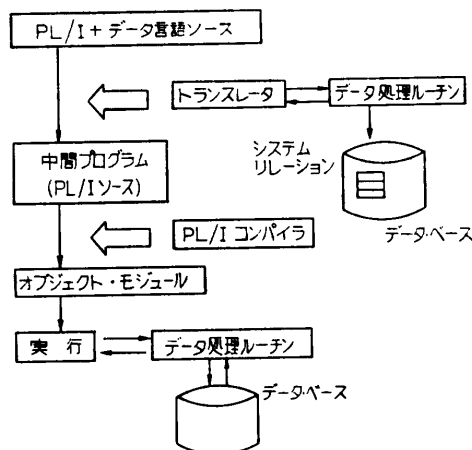 PL/I + データ言語ソース
トランスレータ
データ処理ルーチン
システム
リレーション
中間プログラム
(PL/Iソース)
データ・ベース
PL/I コンパイラ
オブジェクト・モジュール
実 行
データ処理ルーチン
データ・ベース